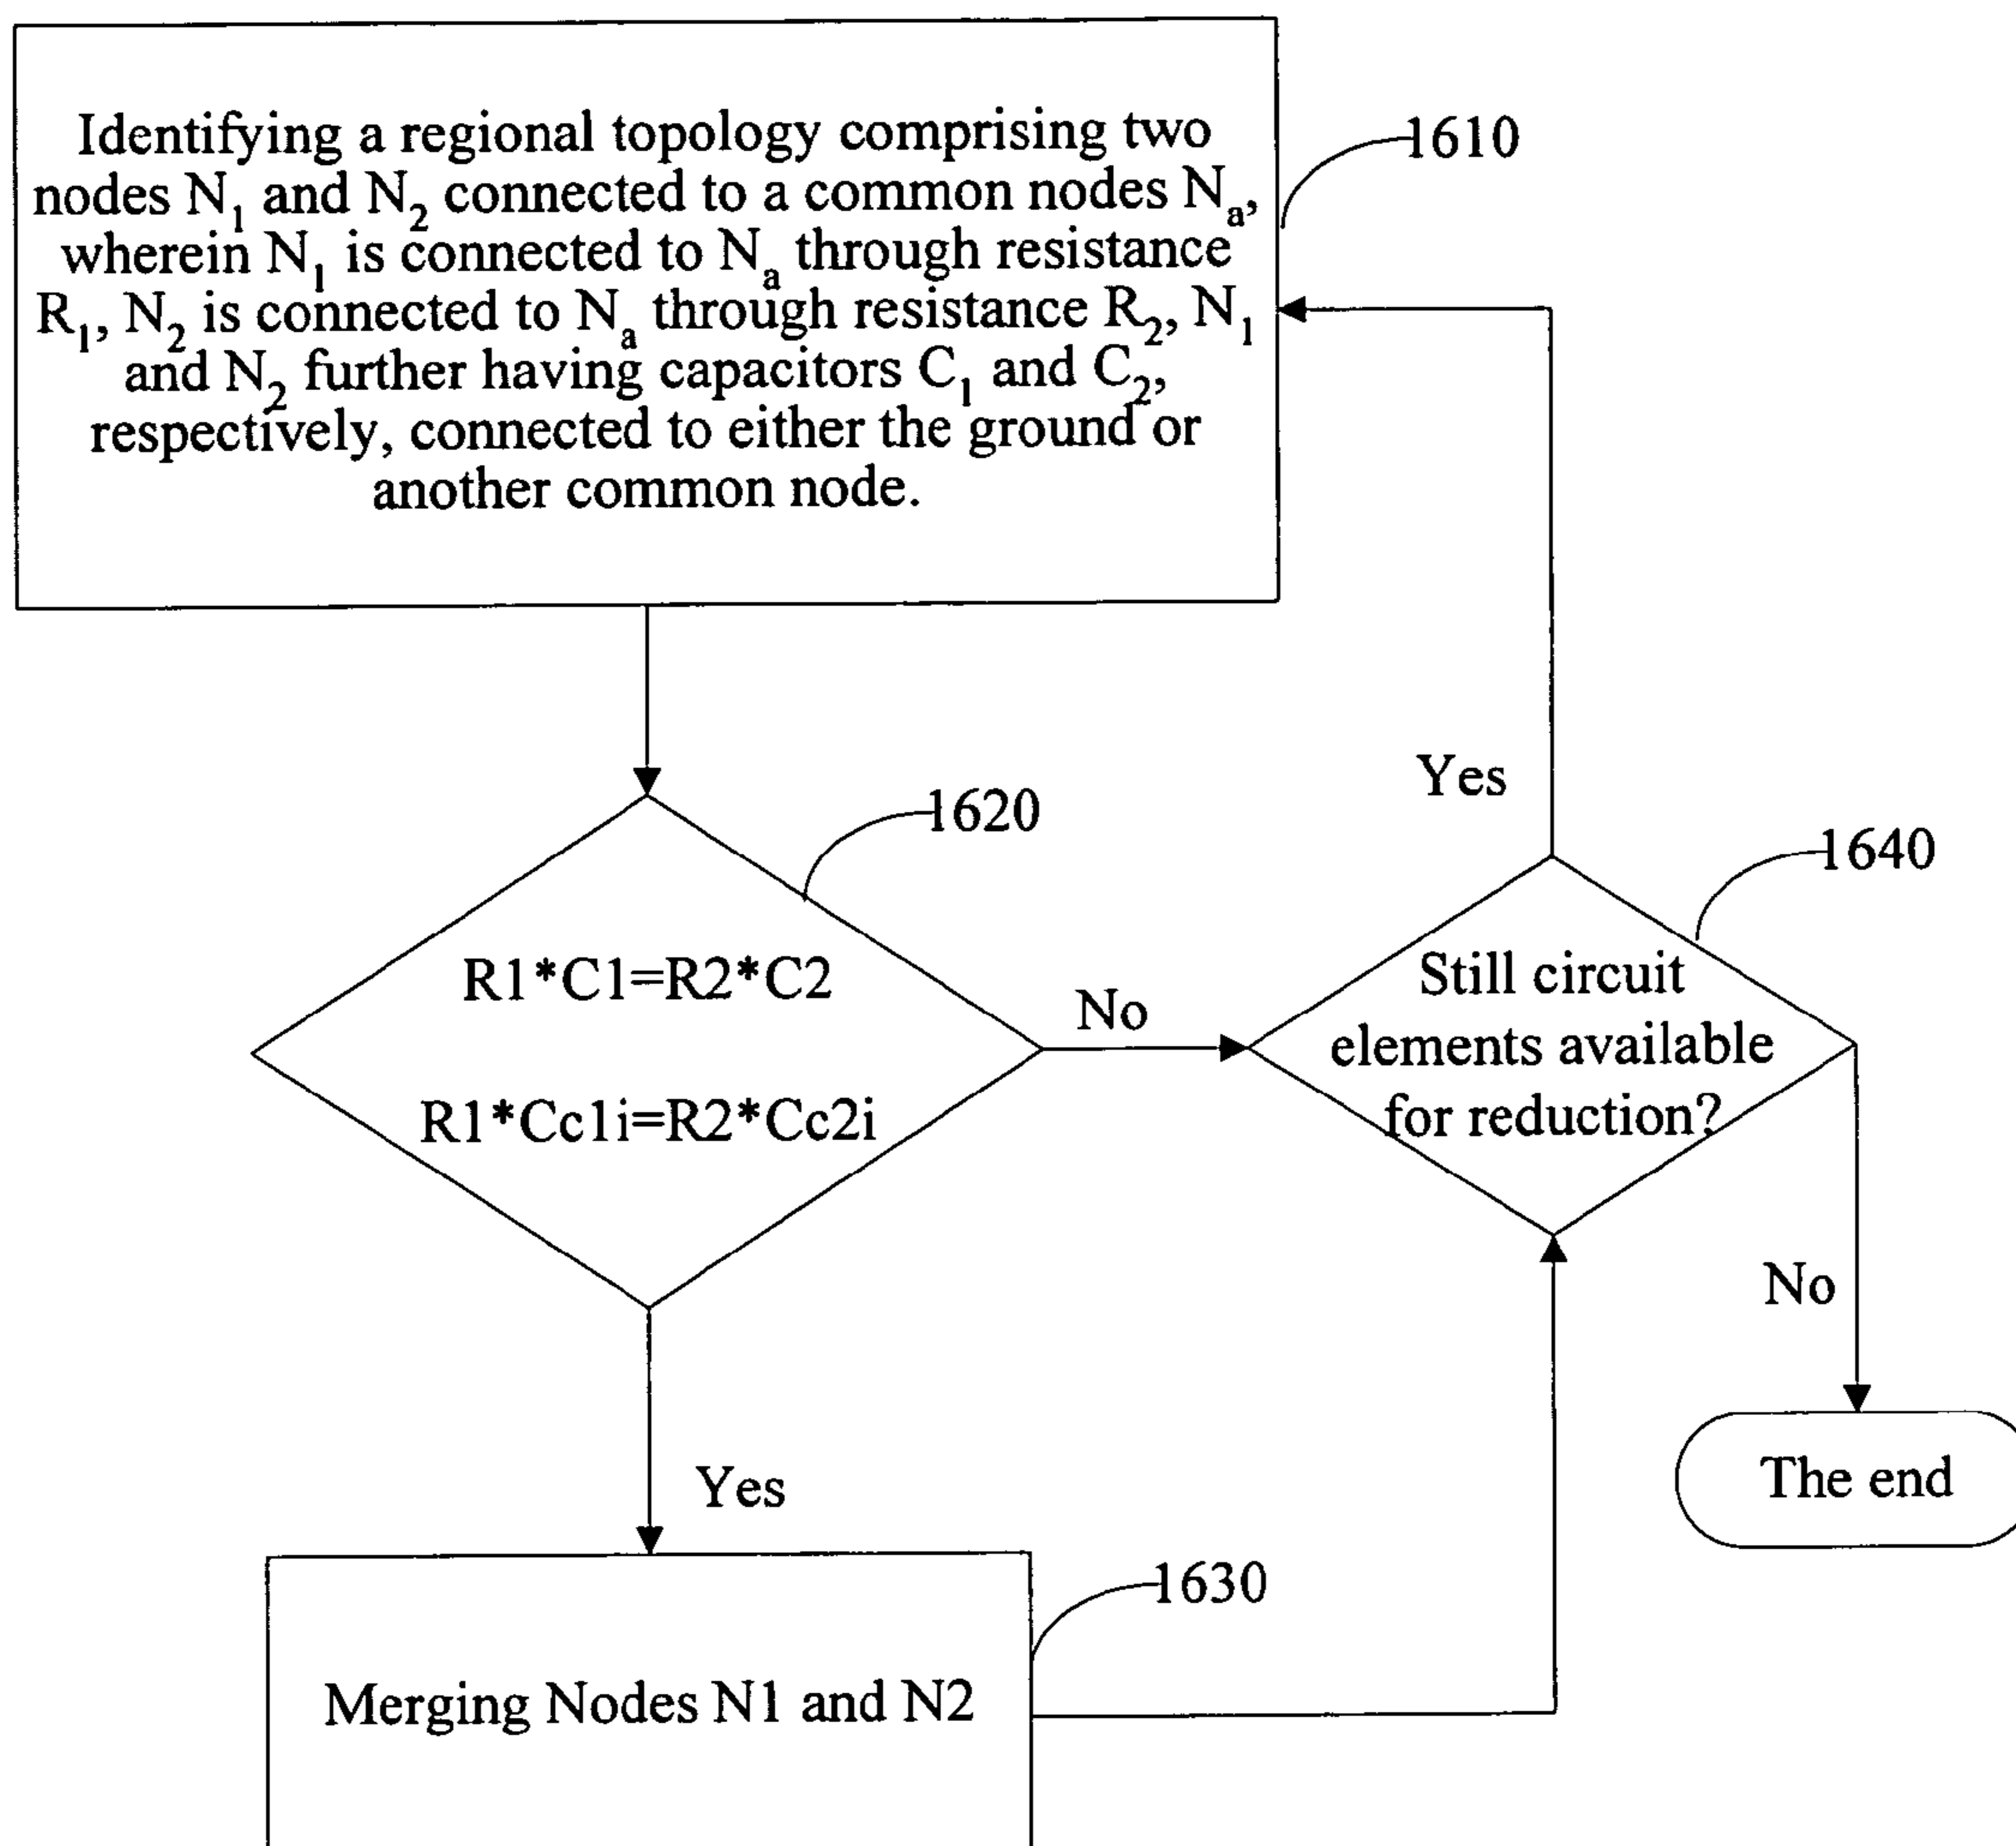 Identifying a regional topology comprising two
nodes N₁ and N₂ connected to a common nodes Nₐ,
wherein N₁ is connected to Nₐ through resistance
R₁, N₂ is connected to Nₐ through resistance R₂, N₁
and N₂ further having capacitors C₁ and C₂,
respectively, connected to either the ground or
another common node.
1610
1620
R1*C1=R2*C2
R1*Cc1i=R2*Cc2i
No
Yes
1640
Still circuit
elements available
for reduction?
No
The end
Yes
1630
Merging Nodes N1 and N2